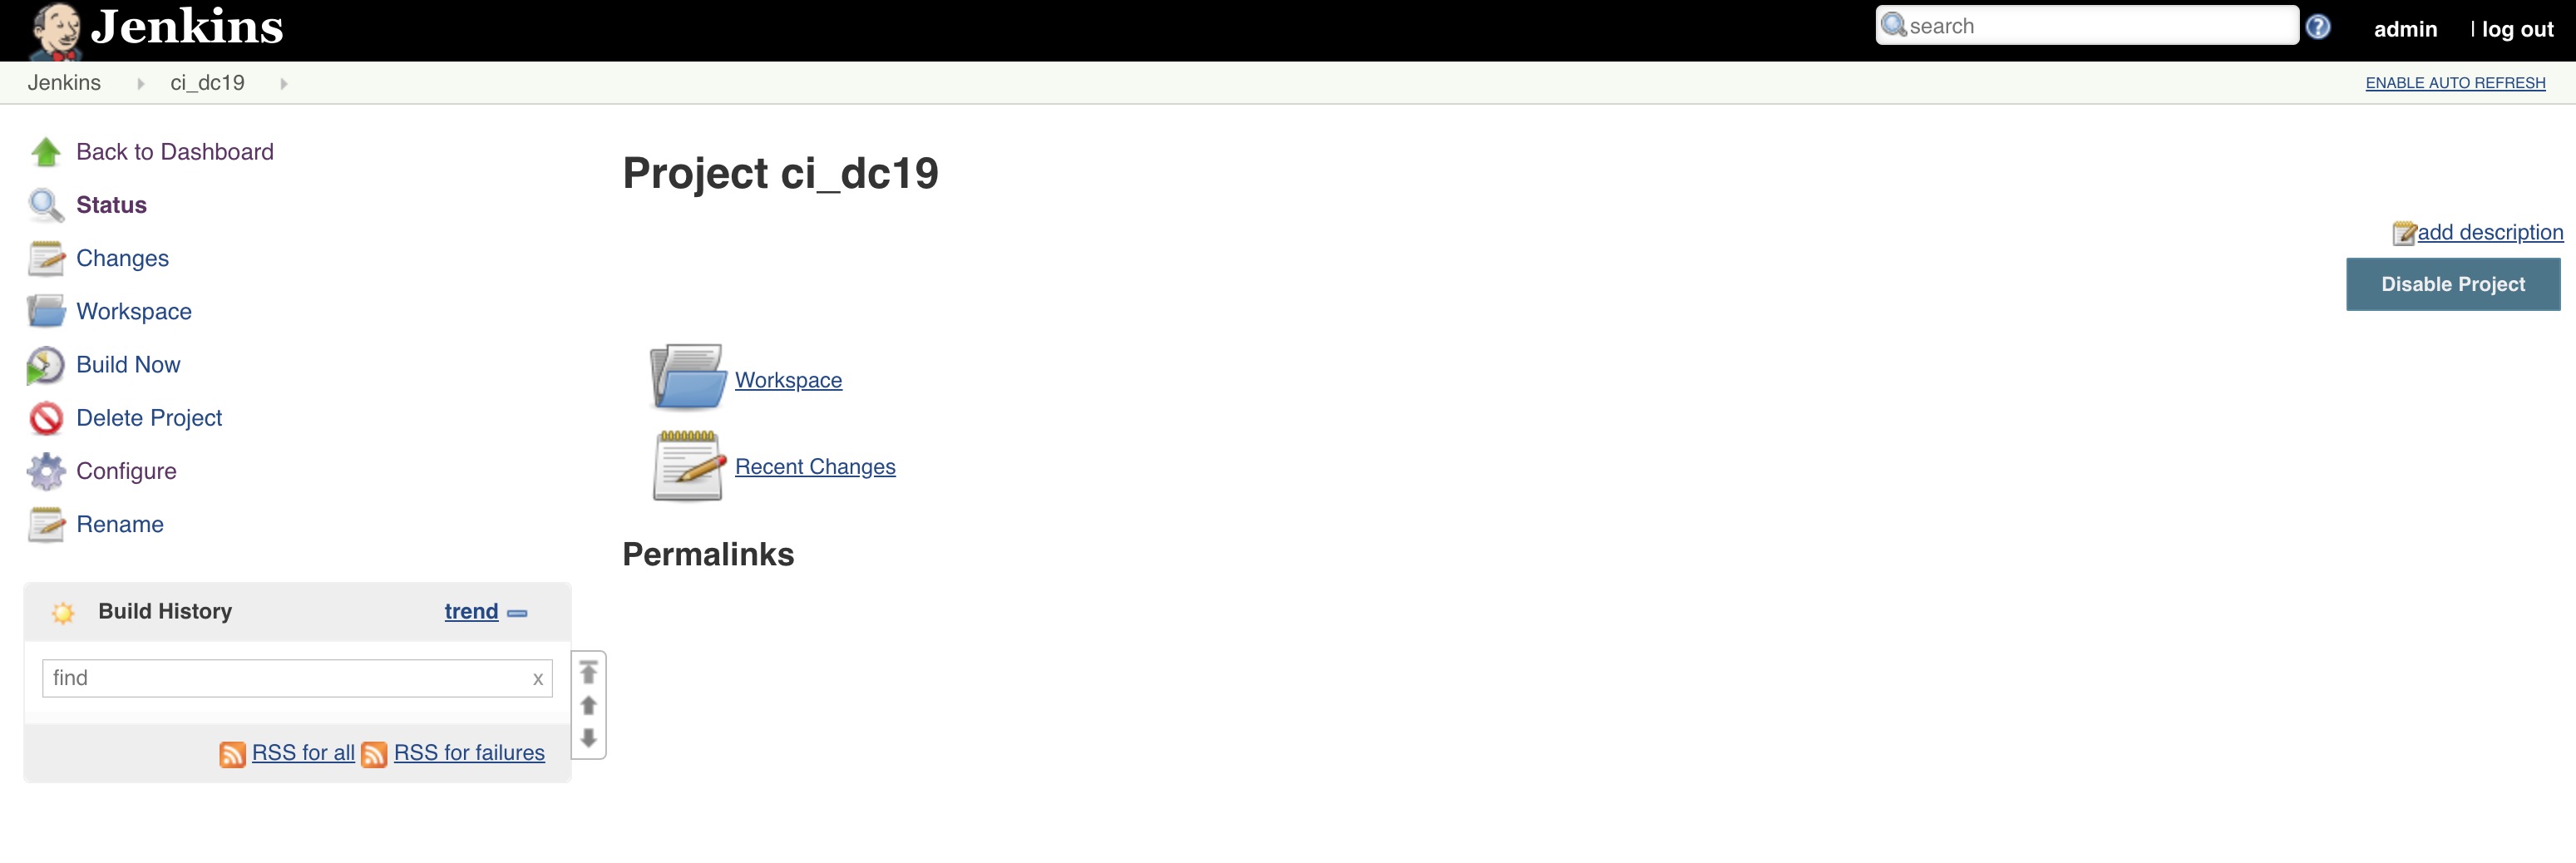 Jenkins
search
admin | log out
Jenkins ci_dc19
ENABLE AUTO REFRESH
Back to Dashboard
Status
Changes
Workspace
Build Now
Delete Project
Configure
Rename
Build History trend
find x
RSS for all RSS for failures
Project ci_dc19
add description
Disable Project
Workspace
Recent Changes
Permalinks